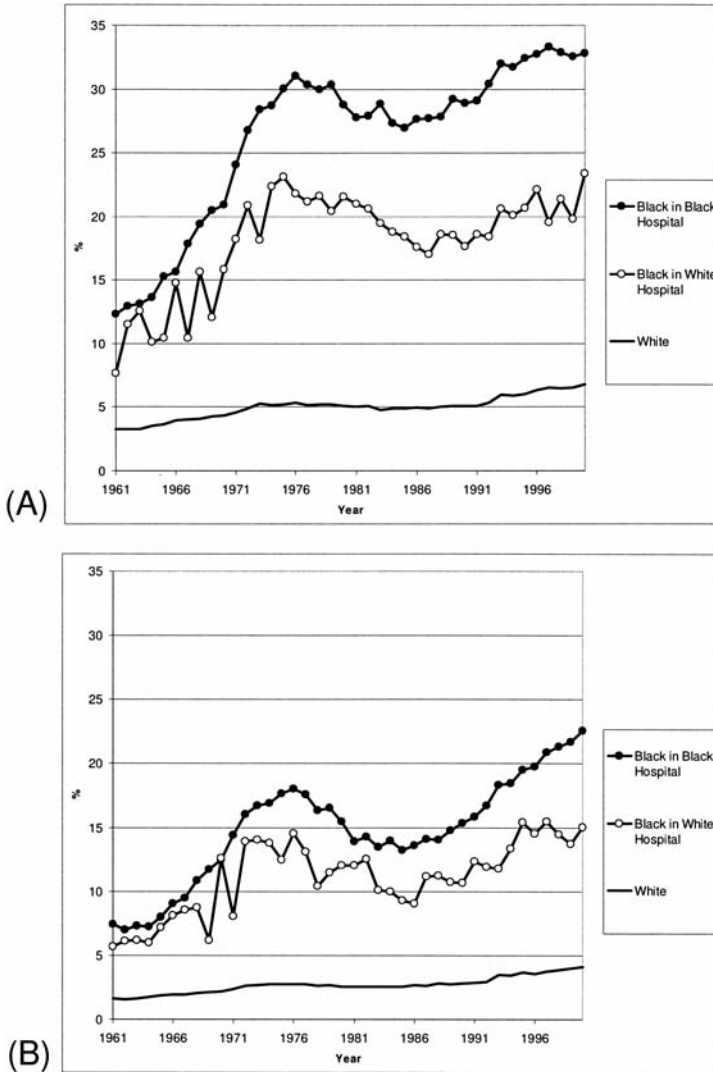 35
30
25
20
15
10
5
0
%
1961 1966 1971 1976 1981 1986 1991 1996
Year
Black in Black
Hospital
Black in White
Hospital
White
(A)
35
30
25
20
15
10
5
0
%
1961 1966 1971 1976 1981 1986 1991 1996
Year
Black in Black
Hospital
Black in White
Hospital
White
(B)